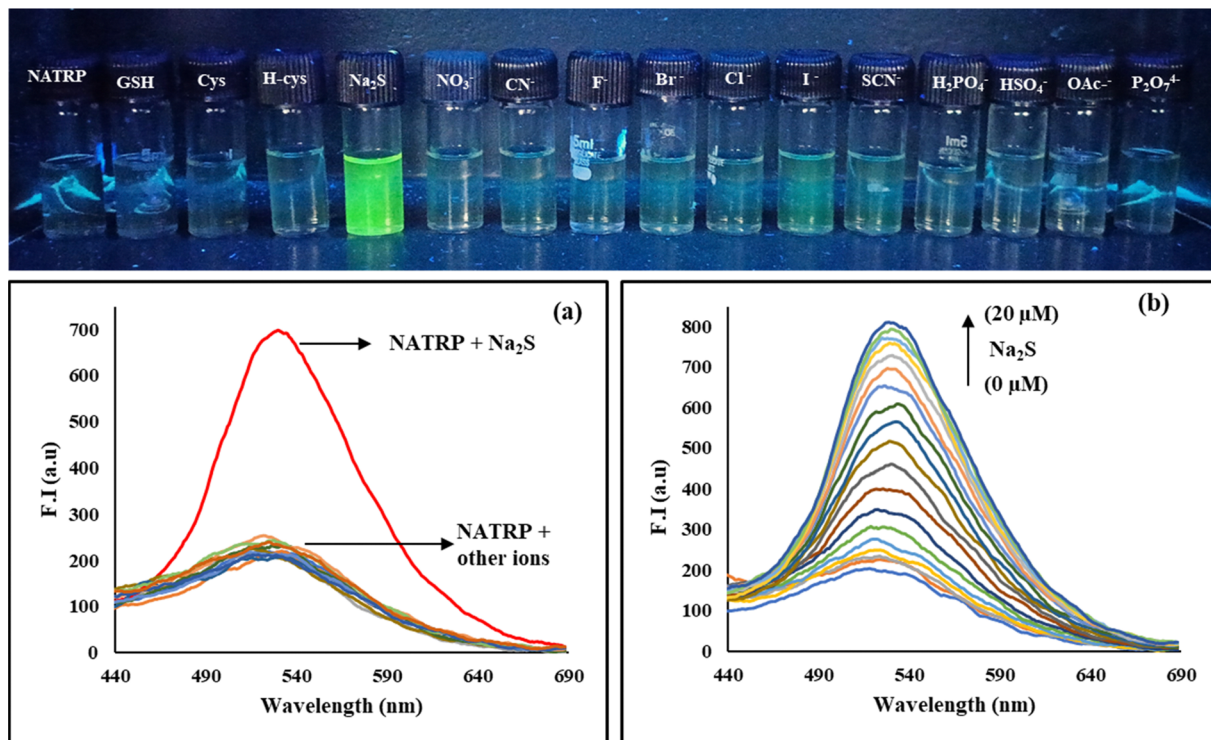 NATRP GSH Cys H-cys Na₂S NO₃⁻ CN⁻ F⁻ Br⁻ Cl⁻ I⁻ SCN⁻ H₂PO₄⁻ HSO₄⁻ OAc-⁻ P₂O₇⁴⁻
5ml
5ml
5ml
(a)
700
600
500
400
300
200
100
0
440 490 540 590 640 690
F.I (a.u)
Wavelength (nm)
NATRP + Na₂S
NATRP +
other ions
(b)
800
700
600
500
400
300
200
100
0
440 490 540 590 640 690
F.I (a.u)
Wavelength (nm)
(20 μM)
Na₂S
(0 μM)